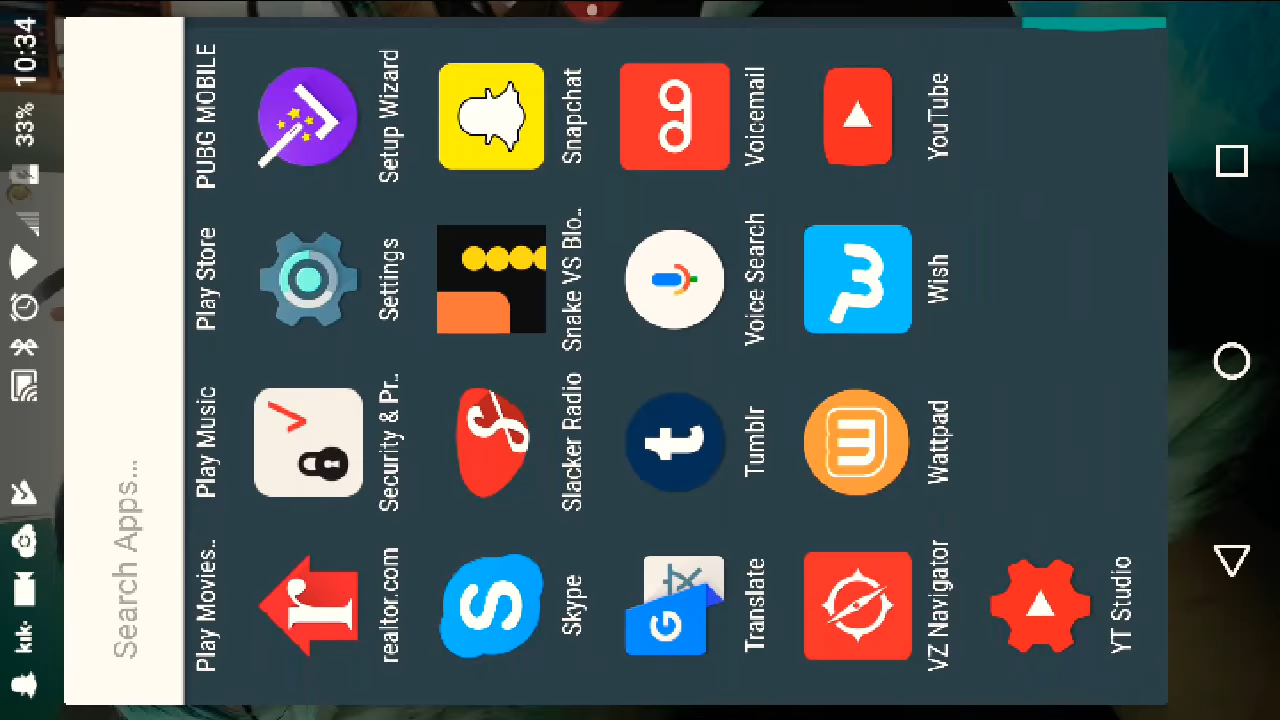 kik·
33% 10:34
Search Apps...
Play Movies.. Play Music Play Store PUBG MOBILE
r
realtor.com Security & Pr.. Settings Setup Wizard
S
Skype Slacker Radio Snake VS Blo.. Snapchat
G t
Translate Tumblr Voice Search Voicemail
VZ Navigator Wattpad Wish YouTube
YT Studio